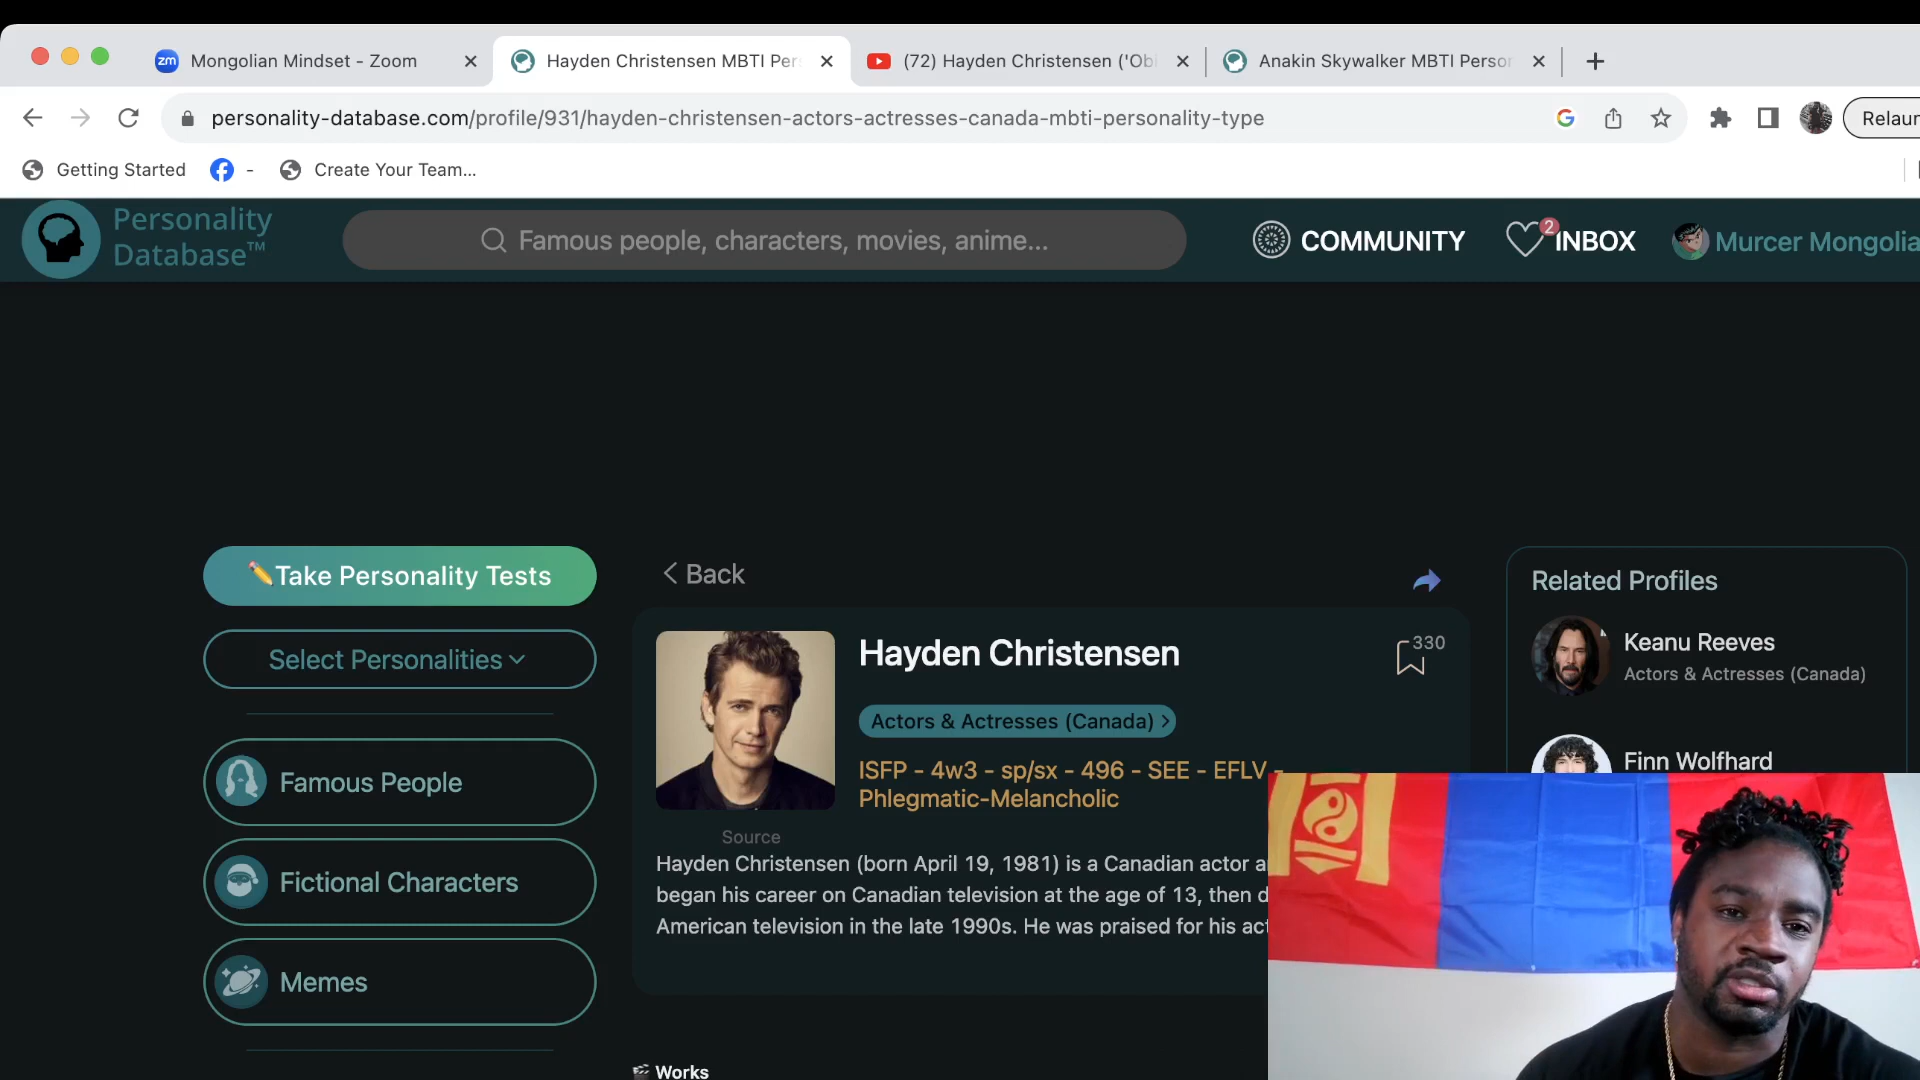 Mongolian Mindset - Zoom
Hayden Christensen MBTI Per
(72) Hayden Christensen ('Obi
Anakin Skywalker MBTI Person
personality-database.com/profile/931/hayden-christensen-actors-actresses-canada-mbti-personality-type
Relaun
Getting Started
-
Create Your Team...
Personality
Database™
Famous people, characters, movies, anime...
COMMUNITY
2
INBOX
Murcer Mongolia
Take Personality Tests
Select Personalities
Famous People
Fictional Characters
Memes
Back
Hayden Christensen
330
Actors & Actresses (Canada)
ISFP - 4w3 - sp/sx - 496 - SEE - EFLV -
Phlegmatic-Melancholic
Source
Hayden Christensen (born April 19, 1981) is a Canadian actor a
began his career on Canadian television at the age of 13, then d
American television in the late 1990s. He was praised for his act
Works
Related Profiles
Keanu Reeves
Actors & Actresses (Canada)
Finn Wolfhard